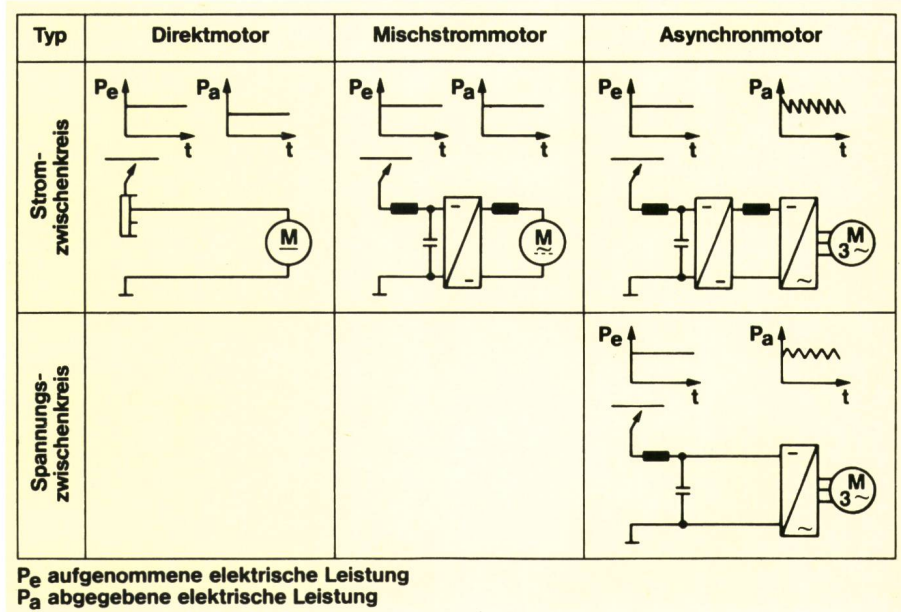 Typ
Direktmotor
Mischstrommotor
Asynchronmotor
Strom-
zwischenkreis
Pe
Pa
t
t
M
Pe
Pa
t
t
-
-
M
Pe
Pa
t
t
-
-
-
~
M
3~
Spannungs-
zwischenkreis
Pe
Pa
t
t
-
~
M
3~
Pe aufgenommene elektrische Leistung
Pa abgegebene elektrische Leistung